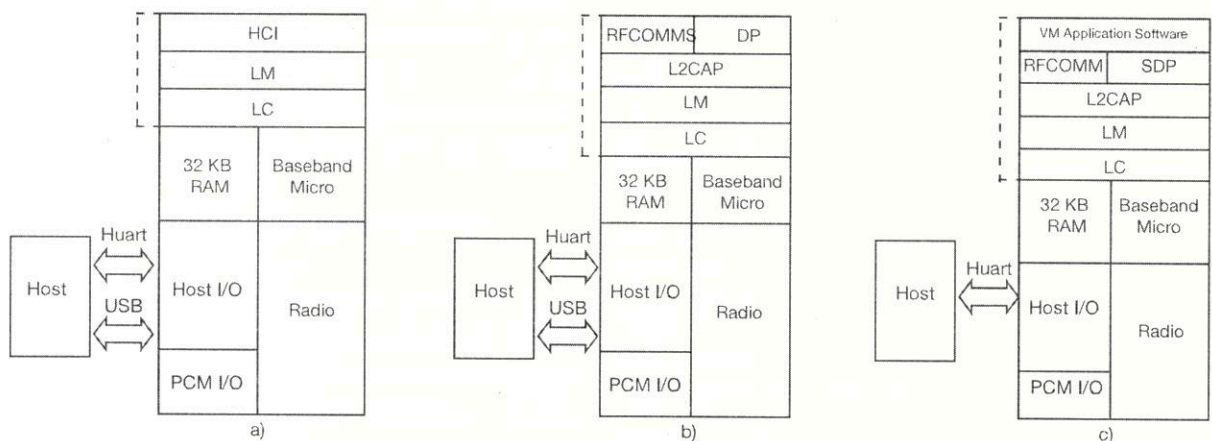 HCI
LM
LC
32 KB
RAM
Baseband
Micro
Huart
Host
USB
Host I/O
Radio
PCM I/O
a)
RFCOMMS
DP
L2CAP
LM
LC
32 KB
RAM
Baseband
Micro
Huart
Host
USB
Host I/O
Radio
PCM I/O
b)
VM Application Software
RFCOMM
SDP
L2CAP
LM
LC
32 KB
RAM
Baseband
Micro
Huart
Host
Host I/O
Radio
PCM I/O
c)